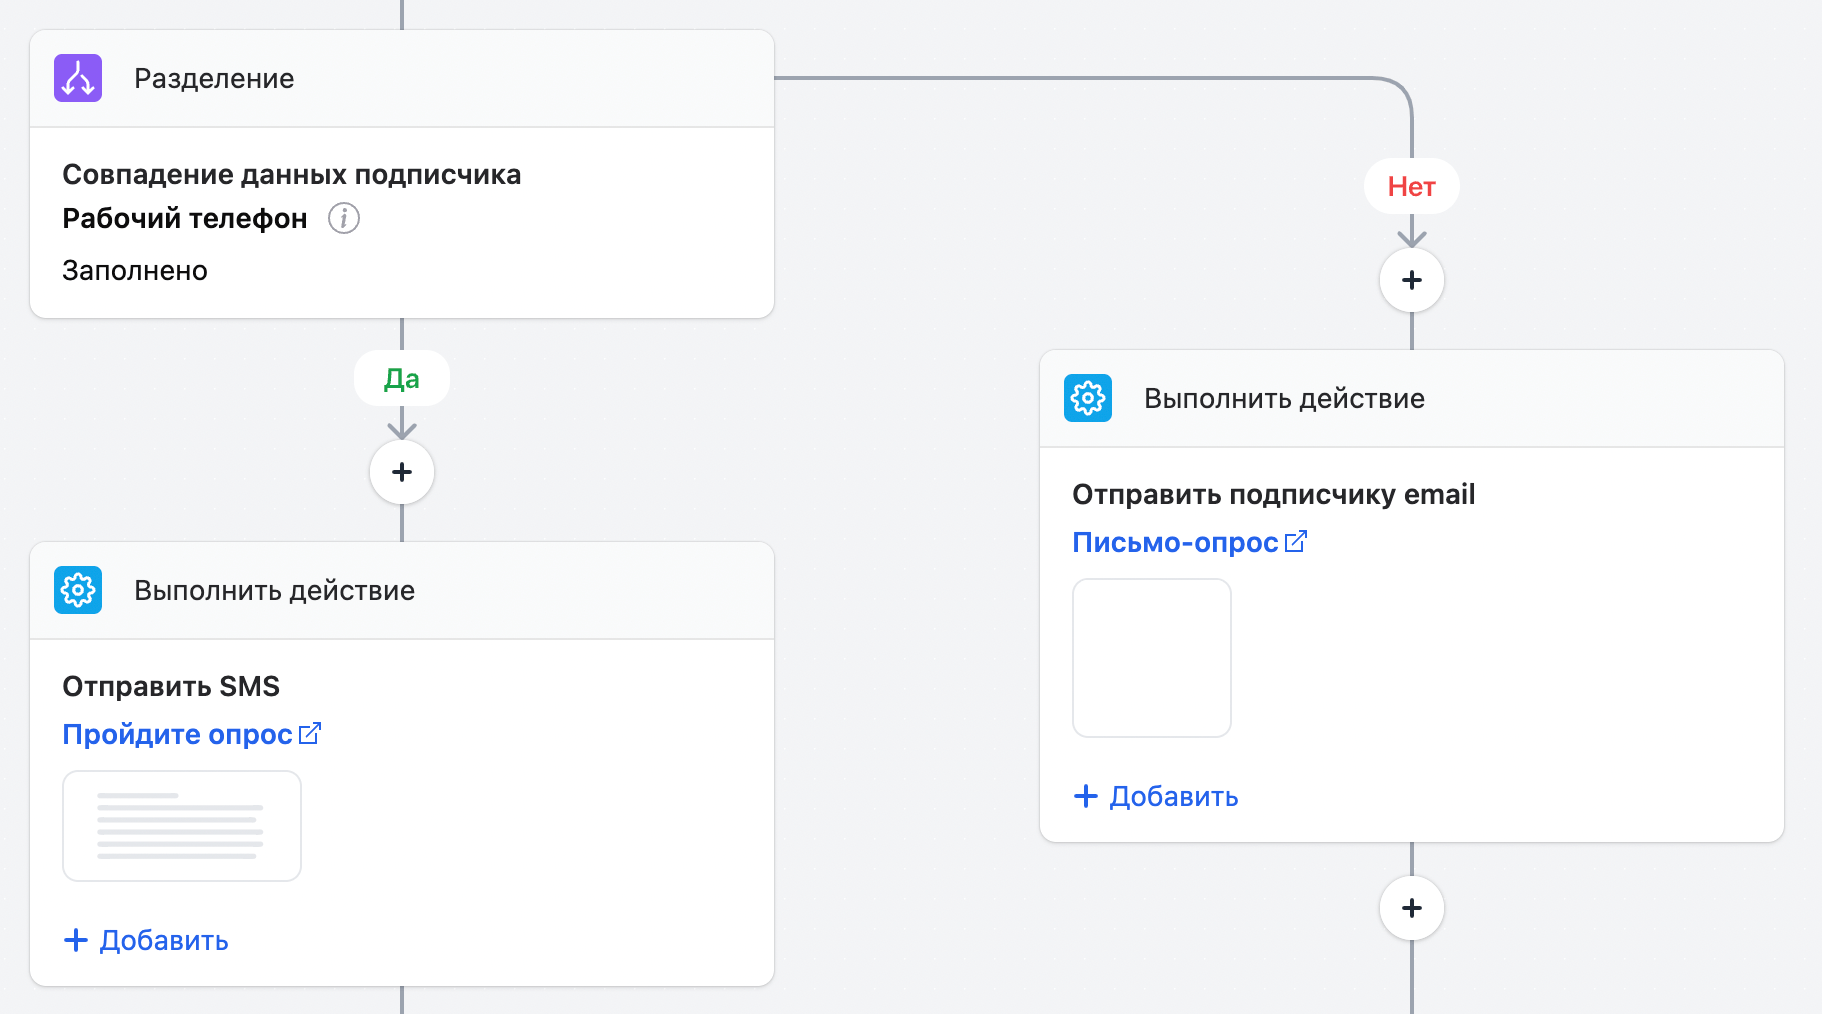 Разделение
Совпадение данных подписчика
Рабочий телефон
Заполнено
Да
Выполнить действие
Отправить SMS
Пройдите опрос
Добавить
Нет
Выполнить действие
Отправить подписчику email
Письмо-опрос
Добавить